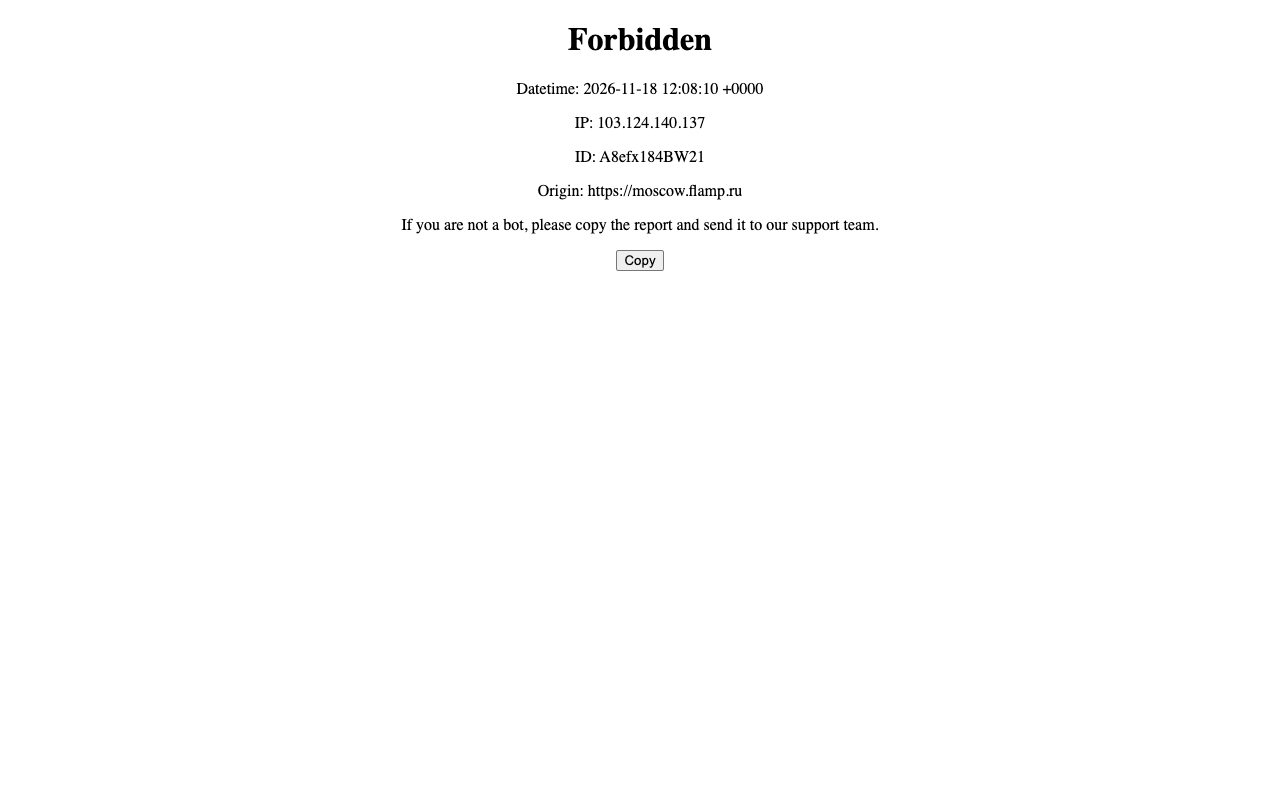 Forbidden
Datetime: 2026-11-18 12:08:10 +0000
IP: 103.124.140.137
ID: A8efx184BW21
Origin: https://moscow.flamp.ru
If you are not a bot, please copy the report and send it to our support team.
Copy